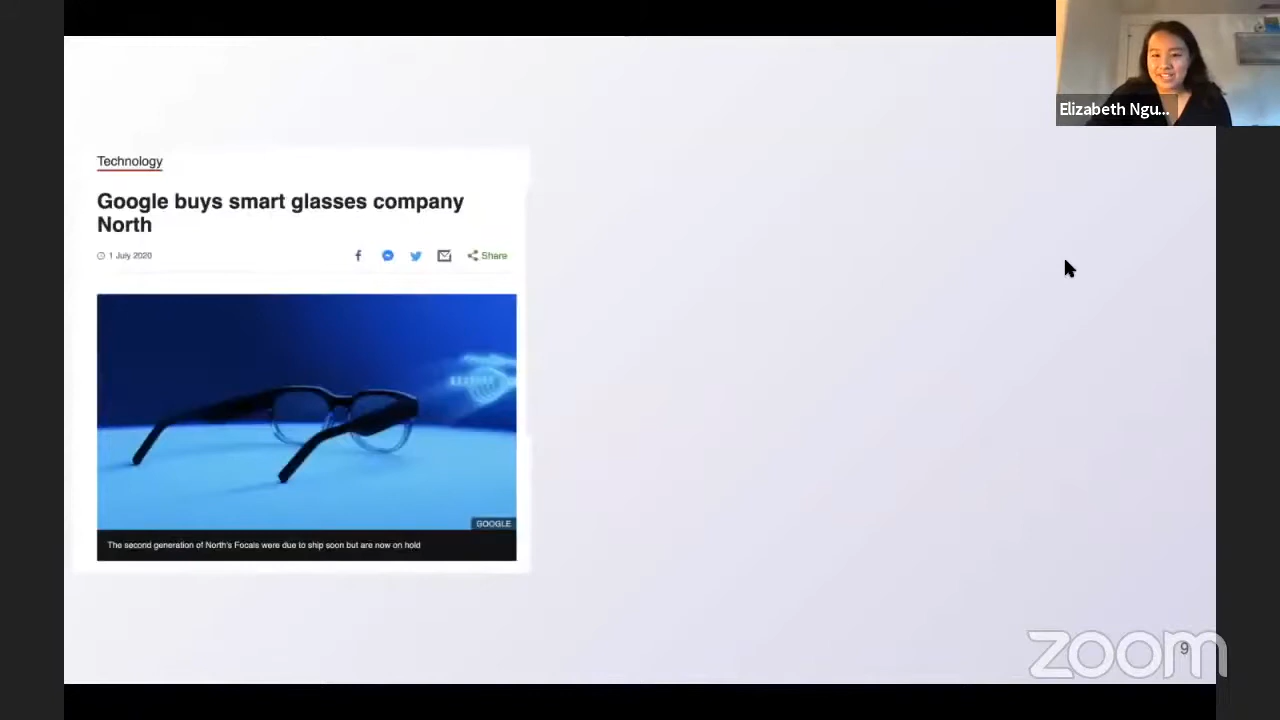 Elizabeth Ngu...
Technology
Google buys smart glasses company
North
1 July 2020
Share
GOOGLE
The second generation of North's Focals were due to ship soon but are now on hold
zoom
9